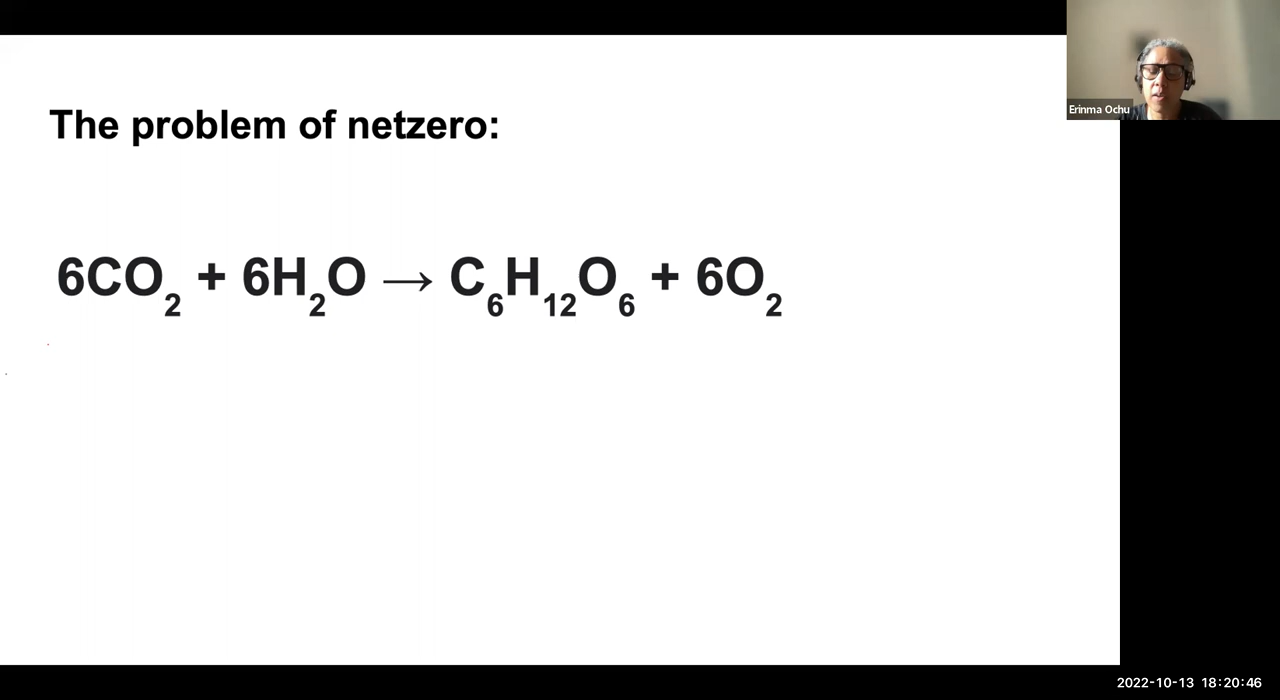 The problem of netzero:
Erinma Ochu
6CO₂ + 6H₂O → C₆H₁₂O₆ + 6O₂
2022-10-13 18:20:46